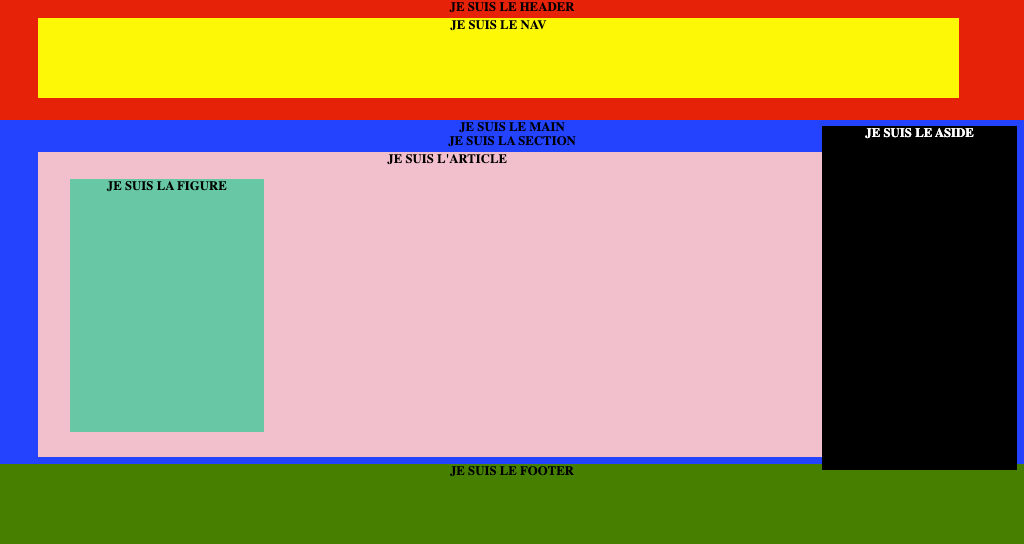 JE SUIS LE HEADER
JE SUIS LE NAV
JE SUIS LE MAIN
JE SUIS LE ASIDE
JE SUIS LA SECTION
JE SUIS L'ARTICLE
JE SUIS LA FIGURE
JE SUIS LE FOOTER